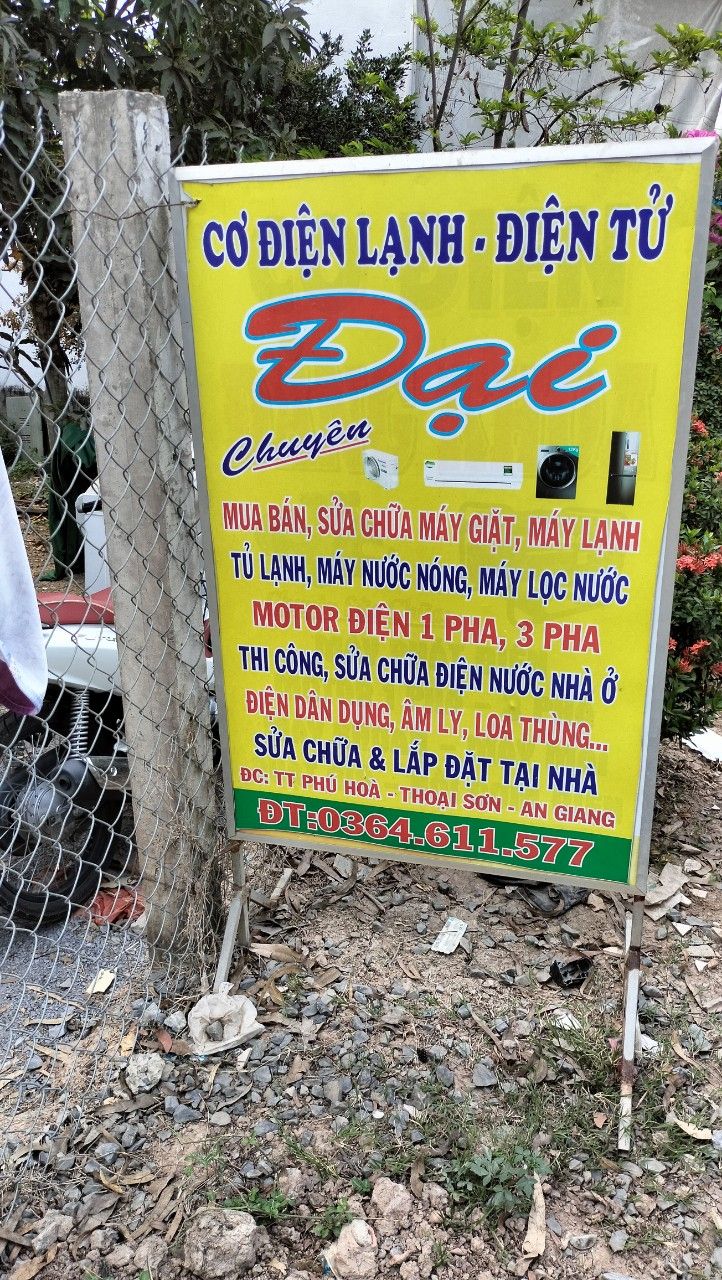 CƠ ĐIỆN LẠNH - ĐIỆN TỬ
Đại
Chuyên
MUA BÁN, SỬA CHỮA MÁY GIẶT, MÁY LẠNH
TỦ LẠNH, MÁY NƯỚC NÓNG, MÁY LỌC NƯỚC
MOTOR ĐIỆN 1 PHA, 3 PHA
THI CÔNG, SỬA CHỮA ĐIỆN NƯỚC NHÀ Ở
ĐIỆN DÂN DỤNG, ÂM LY, LOA THÙNG...
SỬA CHỮA & LẮP ĐẶT TẠI NHÀ
ĐC: TT PHÚ HOÀ - THOẠI SƠN - AN GIANG
ĐT:0364.611.577